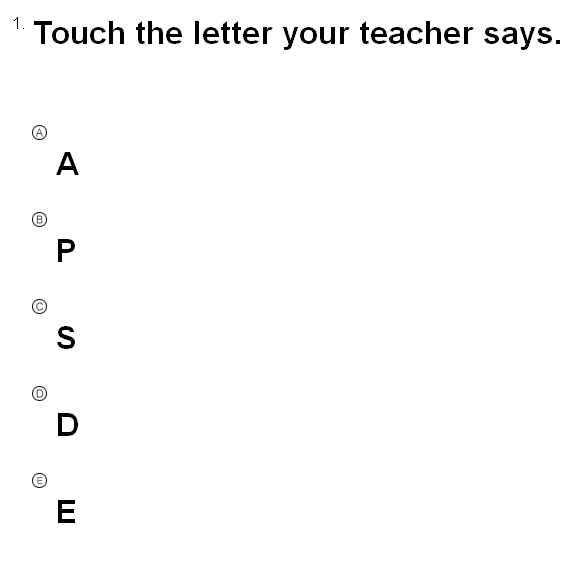 1. Touch the letter your teacher says.
Ⓐ
A
Ⓑ
P
Ⓒ
S
Ⓓ
D
Ⓔ
E